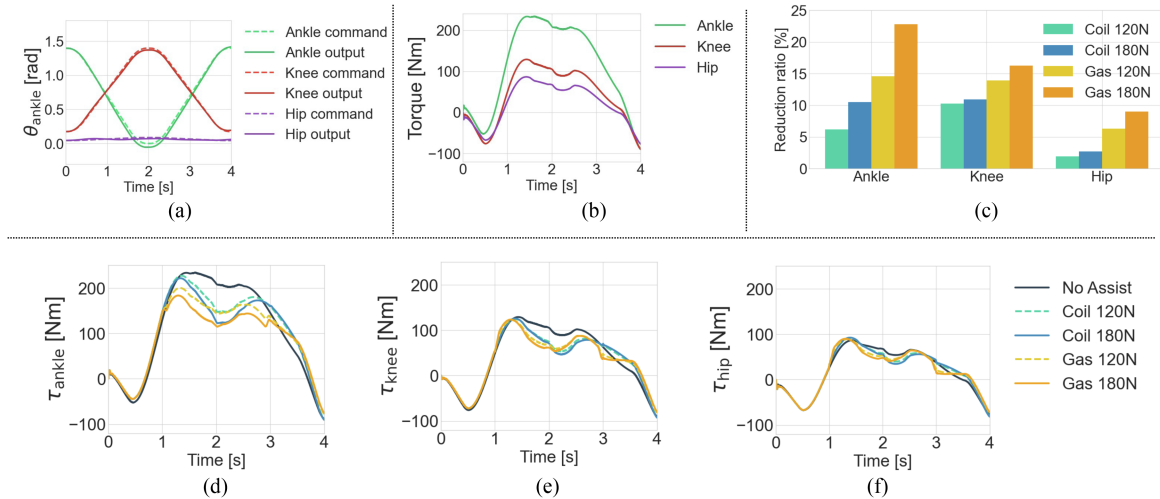 θankle [rad]
1.5
1.0
0.5
0.0
0 1 2 3 4
Time [s]
Ankle command
Ankle output
Knee command
Knee output
Hip command
Hip output
(a)
Torque [Nm]
200
100
0
−100
0 1 2 3 4
Time [s]
Ankle
Knee
Hip
(b)
Reduction ratio [%]
25
20
15
10
5
0
Ankle Knee Hip
Coil 120N
Coil 180N
Gas 120N
Gas 180N
(c)
τankle [Nm]
200
100
0
−100
0 1 2 3 4
Time [s]
(d)
τknee [Nm]
200
100
0
−100
0 1 2 3 4
Time [s]
(e)
τhip [Nm]
200
100
0
−100
0 1 2 3 4
Time [s]
(f)
No Assist
Coil 120N
Coil 180N
Gas 120N
Gas 180N